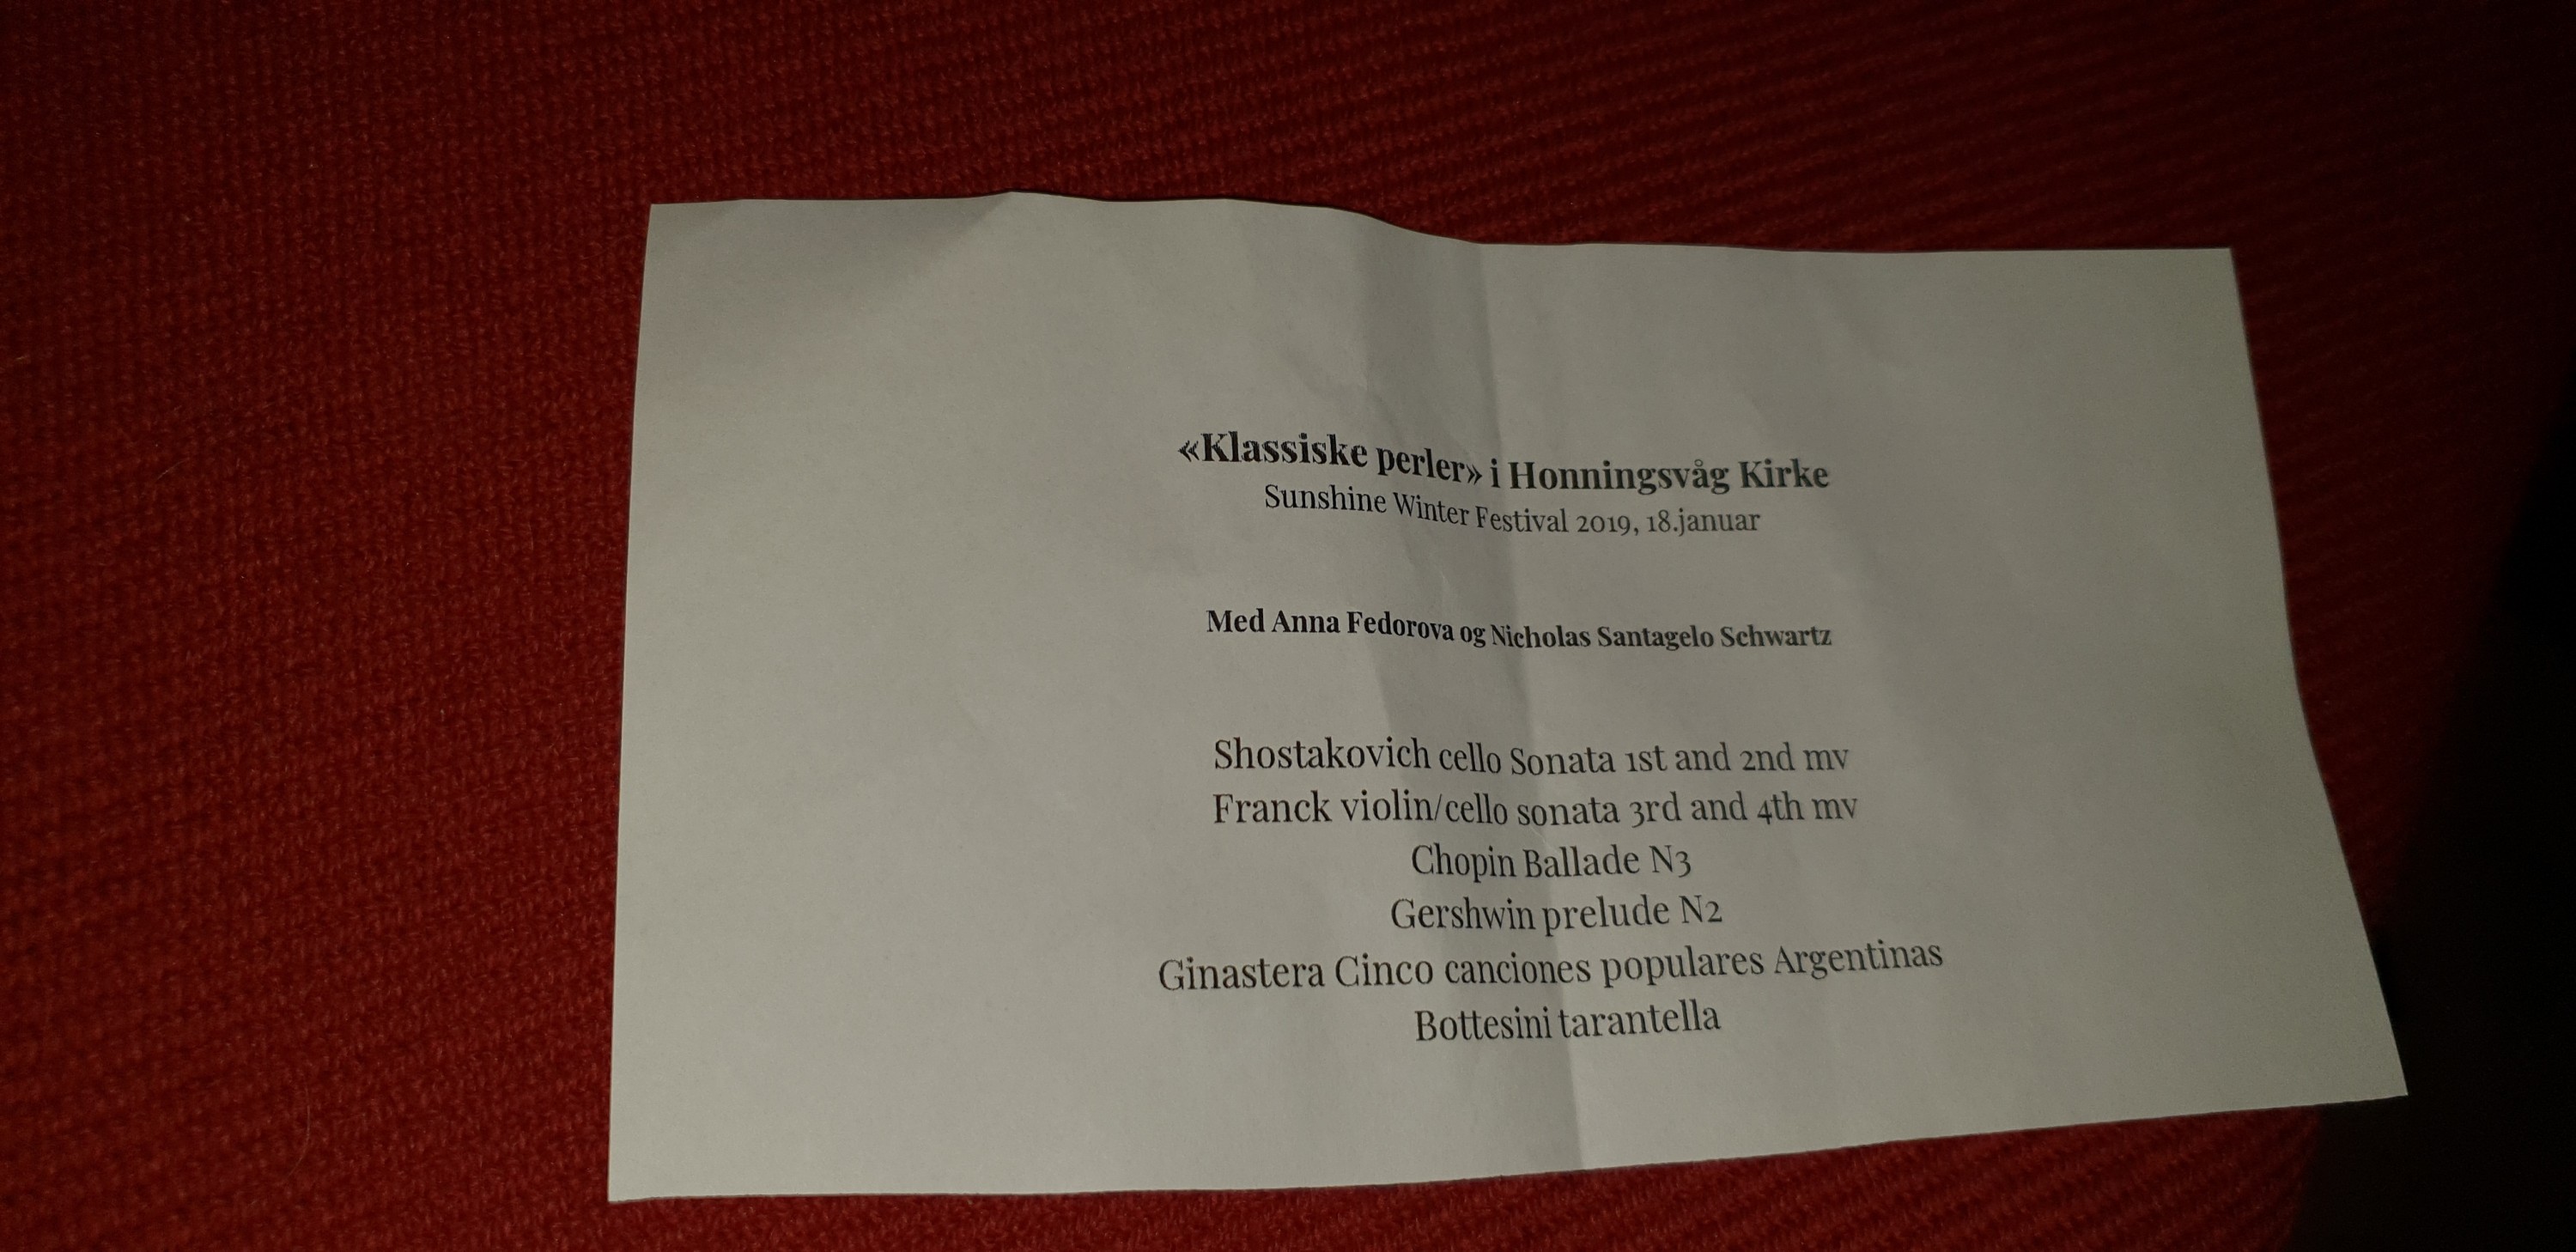 «Klassiske perler» i Honningsvåg Kirke
Sunshine Winter Festival 2019, 18.januar
Med Anna Fedorova og Nicholas Santagelo Schwartz
Shostakovich cello Sonata 1st and 2nd mv
Franck violin/cello sonata 3rd and 4th mv
Chopin Ballade N3
Gershwin prelude N2
Ginastera Cinco canciones populares Argentinas
Bottesini tarantella